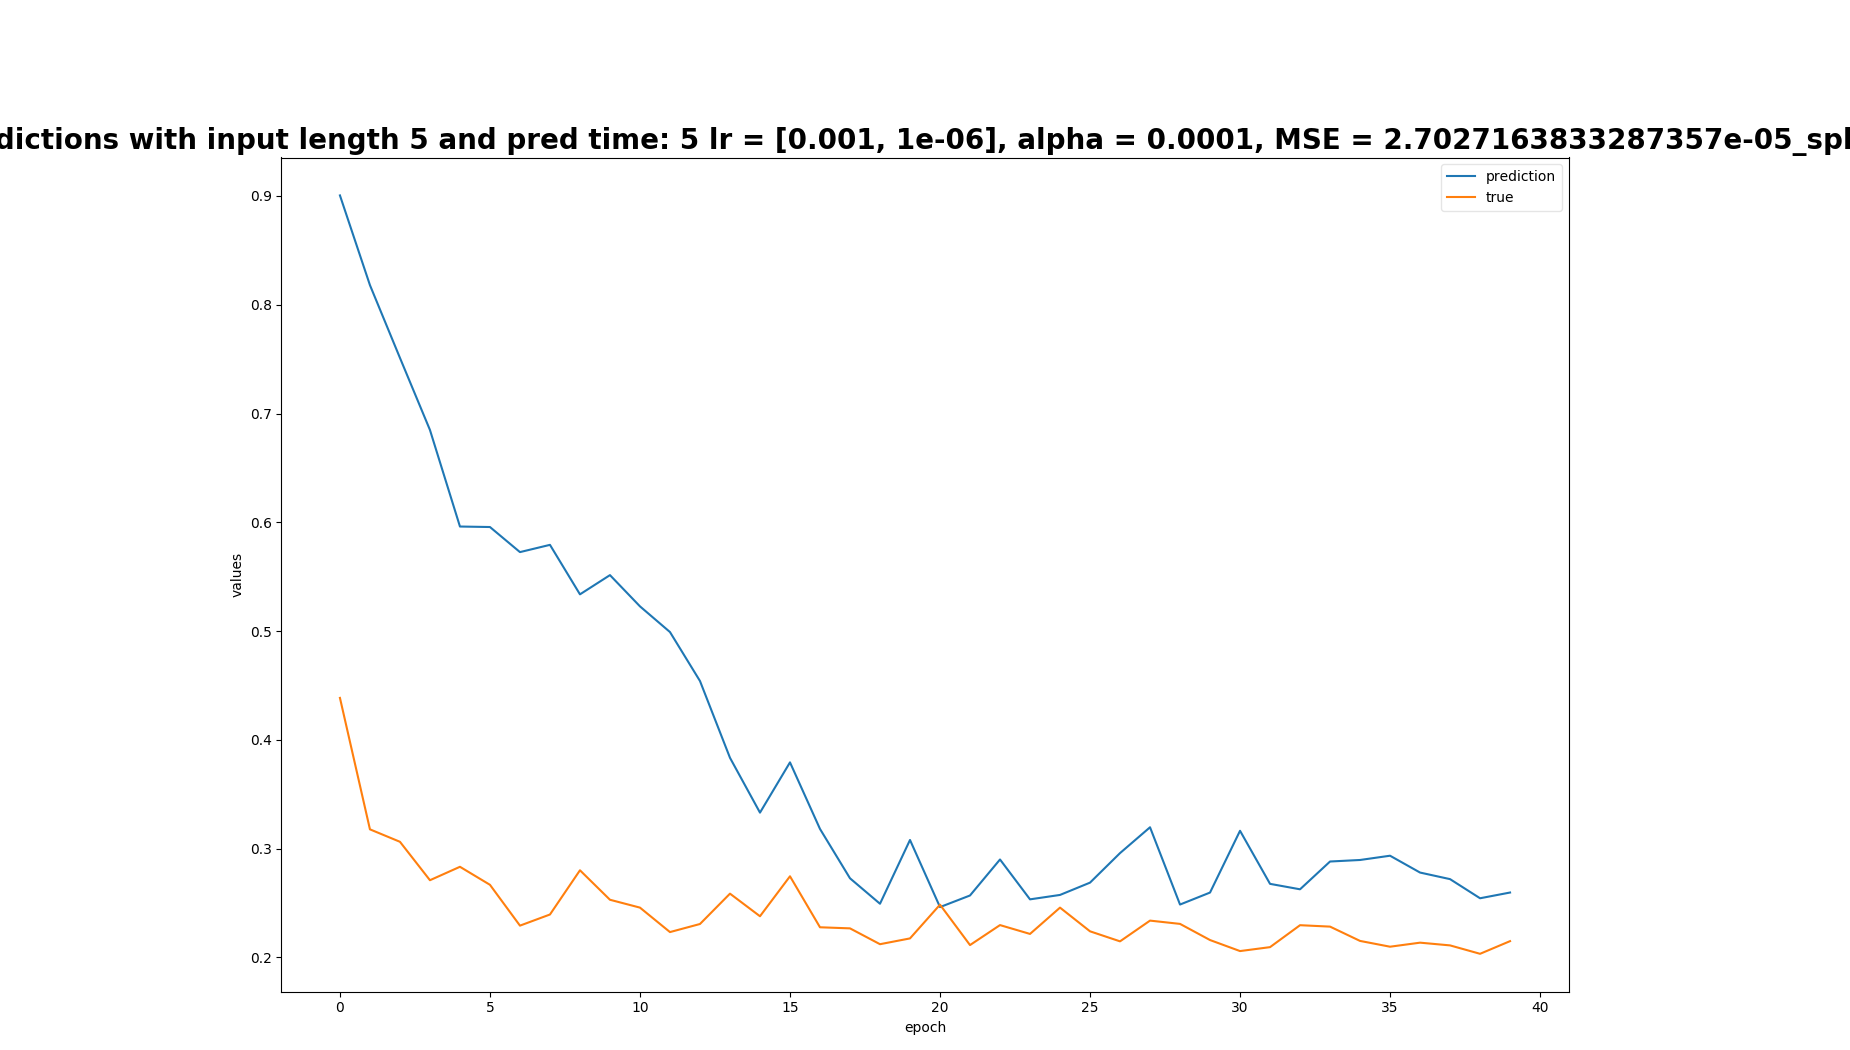 dictions with input length 5 and pred time: 5 lr = [0.001, 1e-06], alpha = 0.0001, MSE = 2.7027163833287357e-05_spl
prediction
true
0.9
0.8
0.7
0.6
0.5
0.4
0.3
0.2
values
0 5 10 15 20 25 30 35 40
epoch